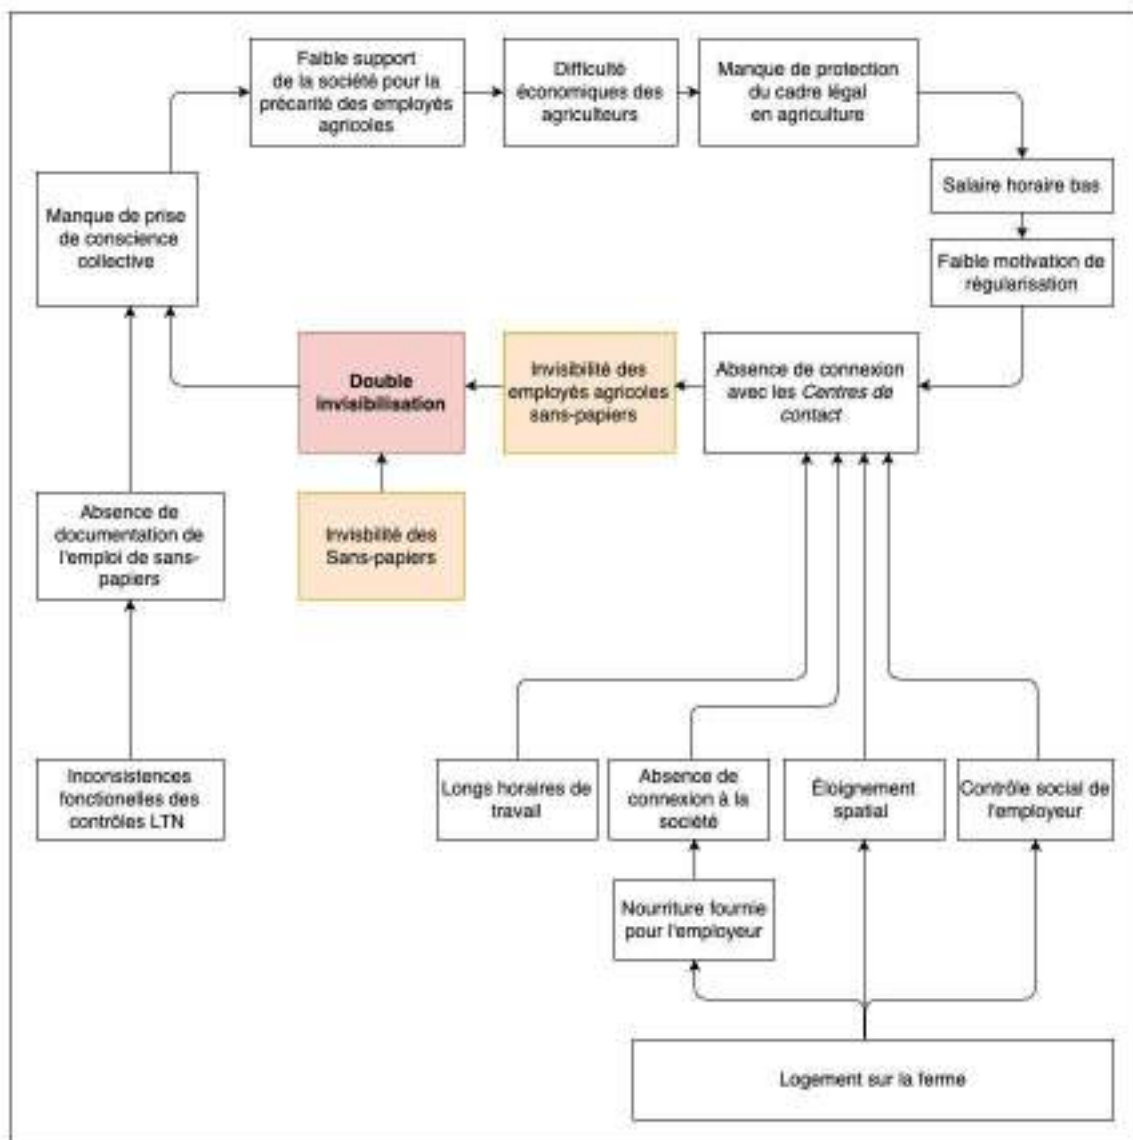 Faible support
de la société pour la
précarité des employés
agricoles
Difficulté
économiques des
agriculteurs
Manque de protection
du cadre légal
en agriculture
Salaire horaire bas
Manque de prise
de conscience
collective
Faible motivation de
régularisation
Double
invisibilisation
Invisibilité des
employés agricoles
sans-papiers
Absence de connexion
avec les Centres de
contact
Absence de
documentation de
l'emploi de sans-
papiers
Invisbilité des
Sans-papiers
Inconsistences
fonctionelles des
contrôles LTN
Longs horaires de
travail
Absence de
connexion à la
société
Éloignement
spatial
Contrôle social de
l'employeur
Nourriture fournie
pour l'employeur
Logement sur la ferme